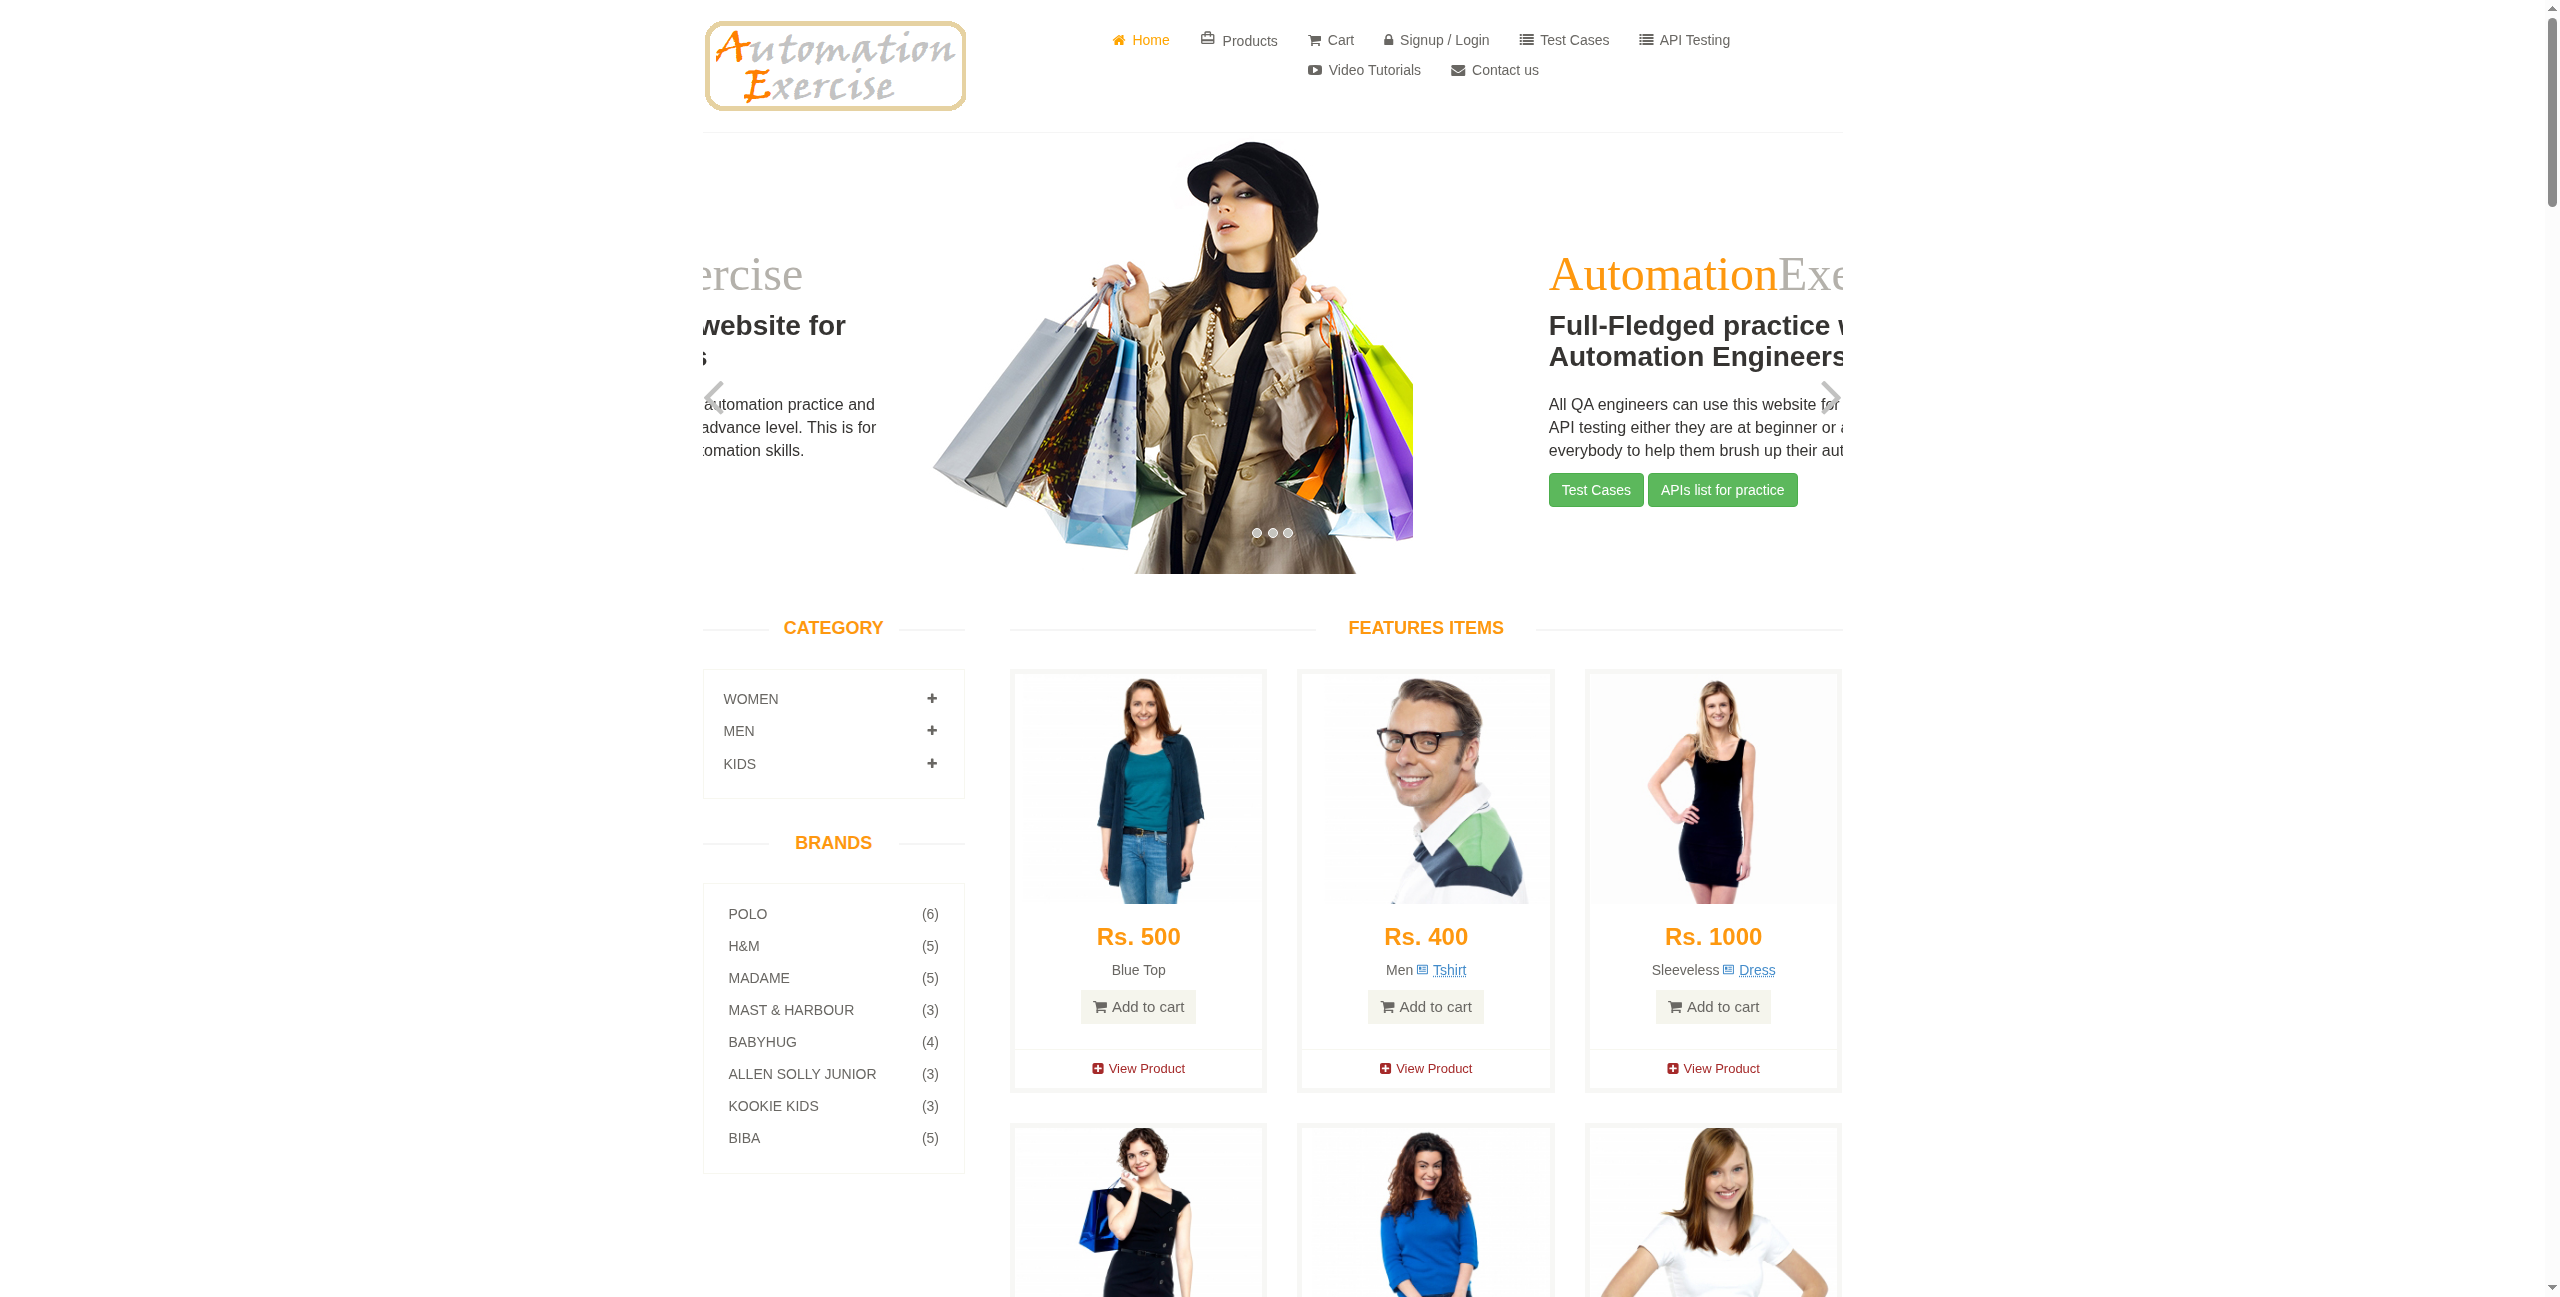 Automation
Exercise
Home
Products
Cart
Signup / Login
Test Cases
API Testing
Video Tutorials
Contact us
ercise
website for
s
automation practice and
advance level. This is for
tomation skills.
AutomationExe
Full-Fledged practice w
Automation Engineers
All QA engineers can use this website for
API testing either they are at beginner or a
everybody to help them brush up their aut
Test Cases
APIs list for practice
CATEGORY
WOMEN
MEN
KIDS
BRANDS
POLO (6)
H&M (5)
MADAME (5)
MAST & HARBOUR (3)
BABYHUG (4)
ALLEN SOLLY JUNIOR (3)
KOOKIE KIDS (3)
BIBA (5)
FEATURES ITEMS
Rs. 500
Blue Top
Add to cart
View Product
Rs. 400
Men Tshirt
Add to cart
View Product
Rs. 1000
Sleeveless Dress
Add to cart
View Product